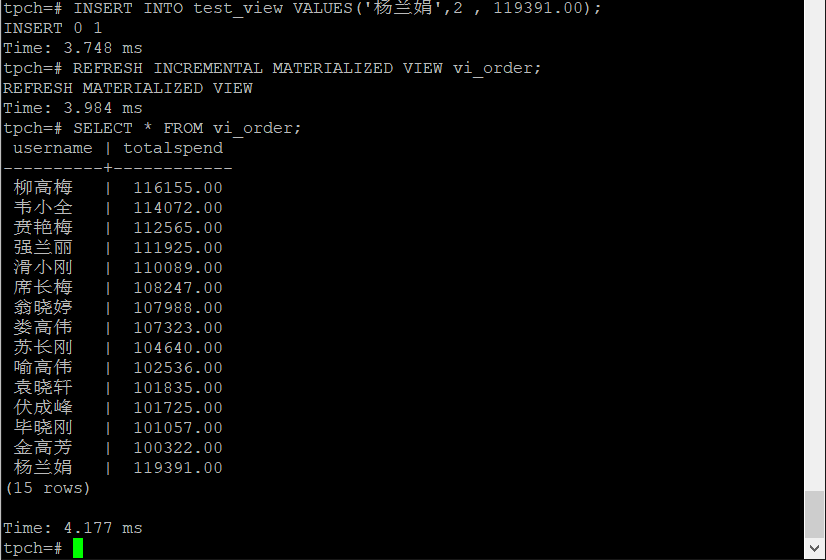 tpch=# INSERT INTO test_view VALUES('杨兰娟',2 , 119391.00);
INSERT 0 1
Time: 3.748 ms
tpch=# REFRESH INCREMENTAL MATERIALIZED VIEW vi_order;
REFRESH MATERIALIZED VIEW
Time: 3.984 ms
tpch=# SELECT * FROM vi_order;
 username | totalspend
----------+------------
 柳高梅   |  116155.00
 韦小全   |  114072.00
 贲艳梅   |  112565.00
 强兰丽   |  111925.00
 滑小刚   |  110089.00
 席长梅   |  108247.00
 翁晓婷   |  107988.00
 娄高伟   |  107323.00
 苏长刚   |  104640.00
 喻高伟   |  102536.00
 袁晓轩   |  101835.00
 伏成峰   |  101725.00
 毕晓刚   |  101057.00
 金高芳   |  100322.00
 杨兰娟   |  119391.00
(15 rows)
Time: 4.177 ms
tpch=#